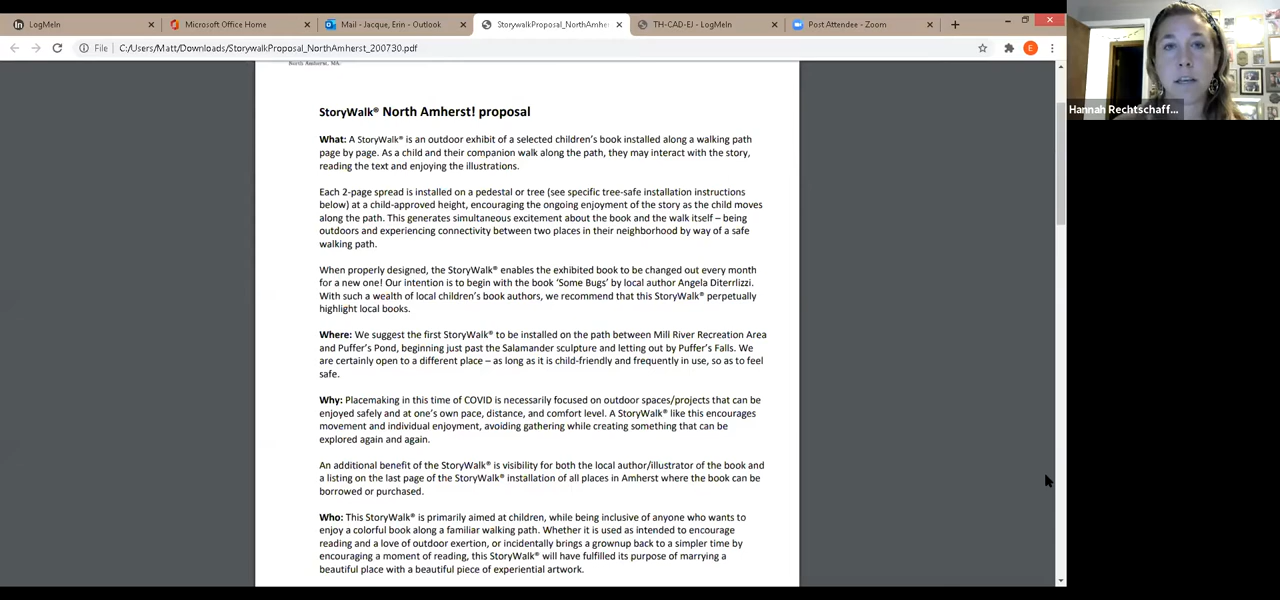 LogMeIn
Microsoft Office Home
Mail - Jacque, Erin - Outlook
StorywalkProposal_NorthAmhe
TH-CAD-EJ - LogMeIn
Post Attendee - Zoom
File
C:/Users/Matt/Downloads/StorywalkProposal_NorthAmherst_200730.pdf
E
North Amherst, MA.
Hannah Rechtschaff...
StoryWalk® North Amherst! proposal
What: A StoryWalk® is an outdoor exhibit of a selected children's book installed along a walking path
page by page. As a child and their companion walk along the path, they may interact with the story,
reading the text and enjoying the illustrations.
Each 2-page spread is installed on a pedestal or tree (see specific tree-safe installation instructions
below) at a child-approved height, encouraging the ongoing enjoyment of the story as the child moves
along the path. This generates simultaneous excitement about the book and the walk itself – being
outdoors and experiencing connectivity between two places in their neighborhood by way of a safe
walking path.
When properly designed, the StoryWalk® enables the exhibited book to be changed out every month
for a new one! Our intention is to begin with the book 'Some Bugs' by local author Angela Diterrlizzi.
With such a wealth of local children's book authors, we recommend that this StoryWalk® perpetually
highlight local books.
Where: We suggest the first StoryWalk® to be installed on the path between Mill River Recreation Area
and Puffer's Pond, beginning just past the Salamander sculpture and letting out by Puffer's Falls. We
are certainly open to a different place – as long as it is child-friendly and frequently in use, so as to feel
safe.
Why: Placemaking in this time of COVID is necessarily focused on outdoor spaces/projects that can be
enjoyed safely and at one's own pace, distance, and comfort level. A StoryWalk® like this encourages
movement and individual enjoyment, avoiding gathering while creating something that can be
explored again and again.
An additional benefit of the StoryWalk® is visibility for both the local author/illustrator of the book and
a listing on the last page of the StoryWalk® installation of all places in Amherst where the book can be
borrowed or purchased.
Who: This StoryWalk® is primarily aimed at children, while being inclusive of anyone who wants to
enjoy a colorful book along a familiar walking path. Whether it is used as intended to encourage
reading and a love of outdoor exertion, or incidentally brings a grownup back to a simpler time by
encouraging a moment of reading, this StoryWalk® will have fulfilled its purpose of marrying a
beautiful place with a beautiful piece of experiential artwork.